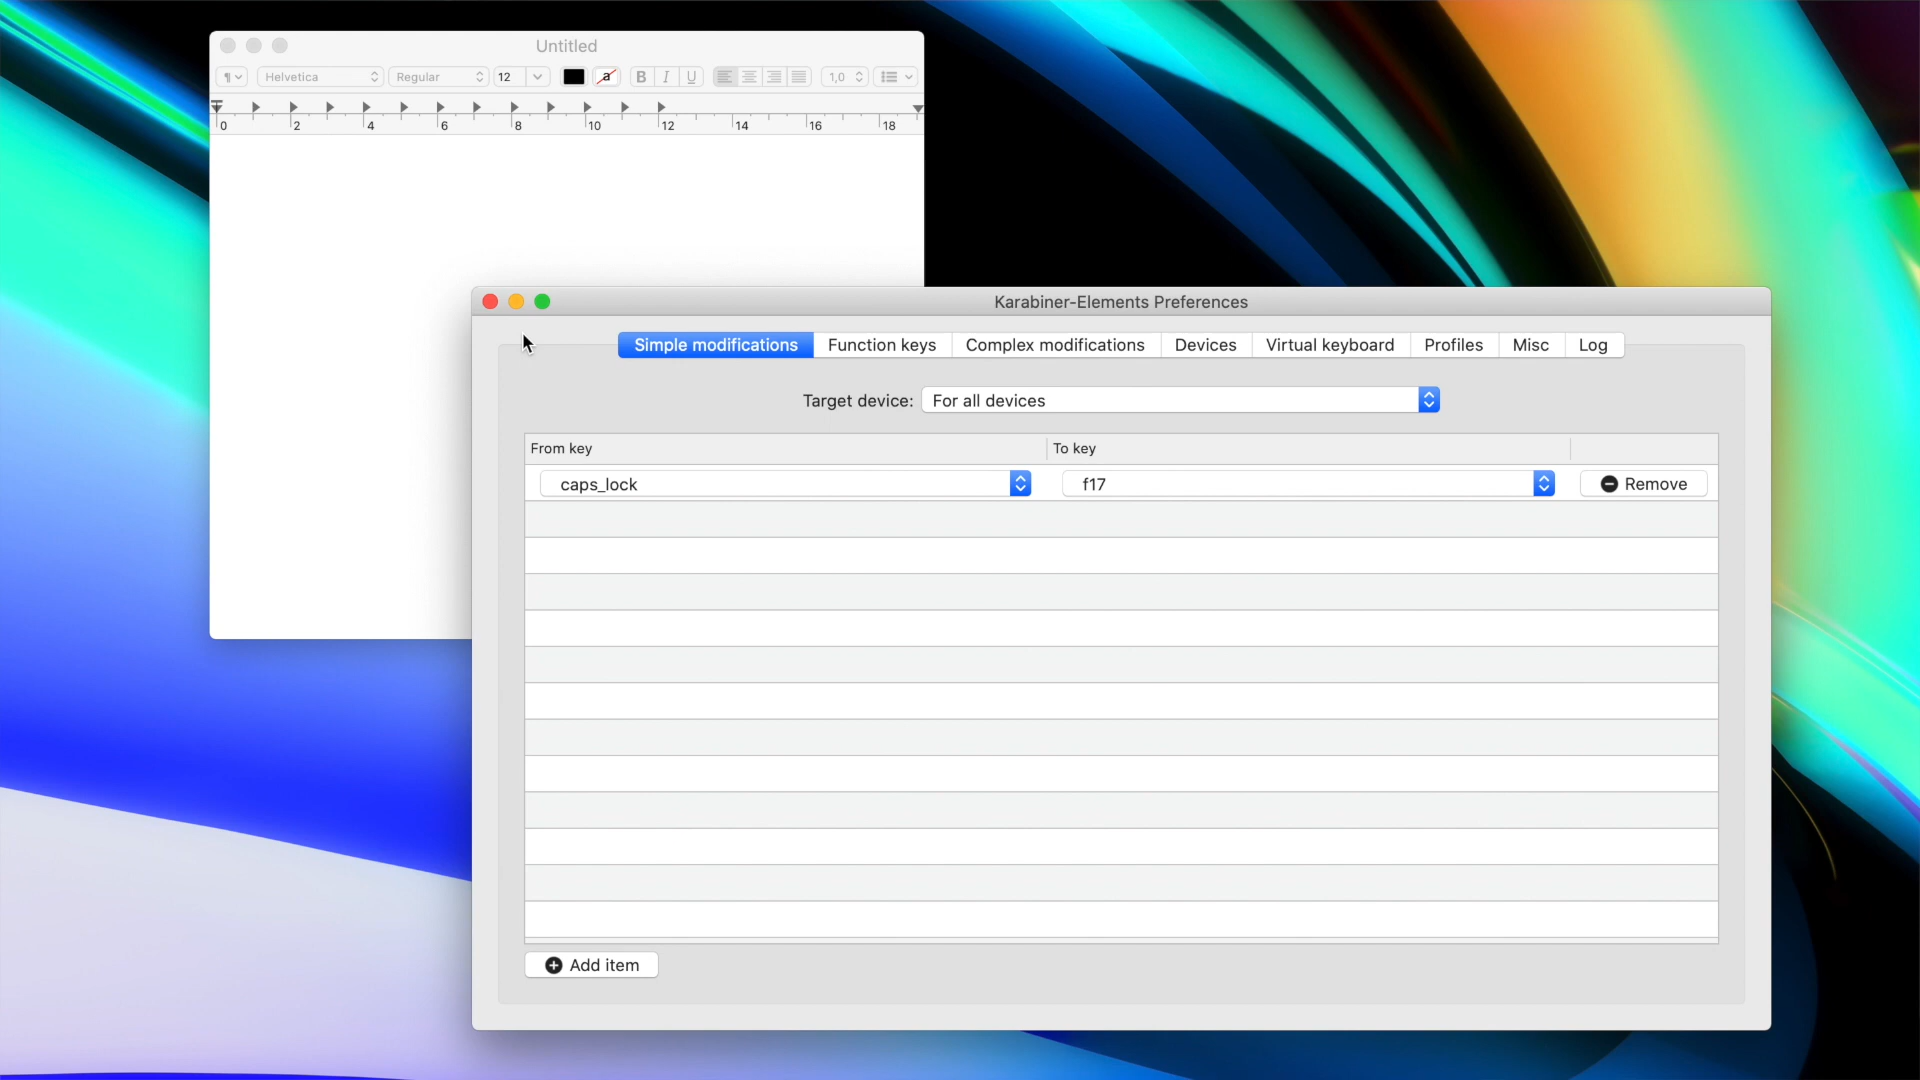 Untitled
¶ Helvetica Regular 12 a B I U 1,0
0 2 4 6 8 10 12 14 16 18
Karabiner-Elements Preferences
Simple modifications Function keys Complex modifications Devices Virtual keyboard Profiles Misc Log
Target device: For all devices
From key To key
caps_lock f17 Remove
Add item